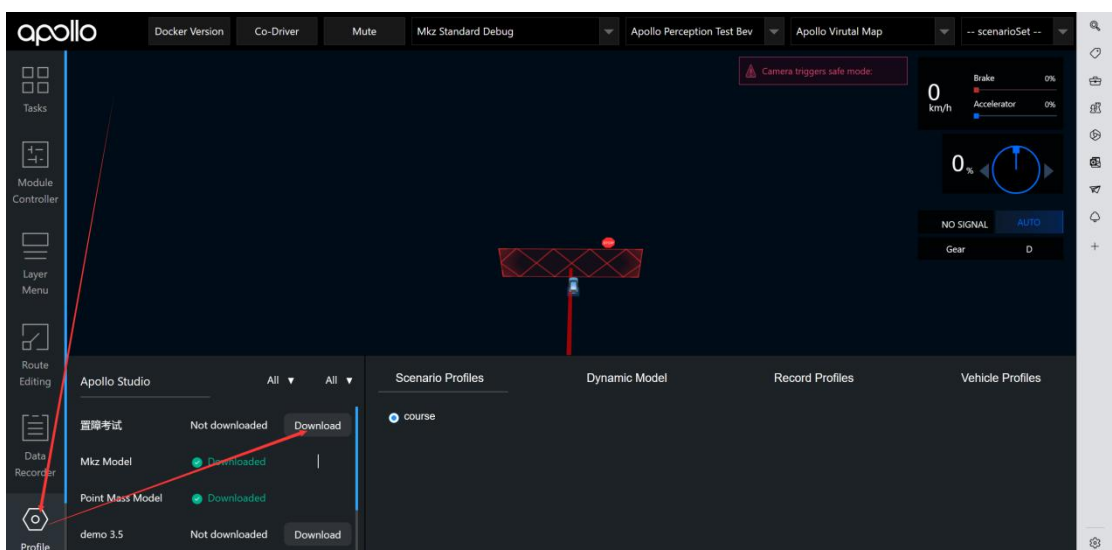 apollo
Docker Version Co-Driver Mute Mkz Standard Debug Apollo Perception Test Bev Apollo Virutal Map -- scenarioSet --
Tasks
Module
Controller
Layer
Menu
Route
Editing
Data
Recorder
Profile
Camera triggers safe mode:
0
km/h
Brake 0%
Accelerator 0%
0 %
NO SIGNAL AUTO
Gear D
Apollo Studio All All
置障考试 Not downloaded Download
Mkz Model Downloaded
Point Mass Model Downloaded
demo 3.5 Not downloaded Download
Scenario Profiles Dynamic Model Record Profiles Vehicle Profiles
course